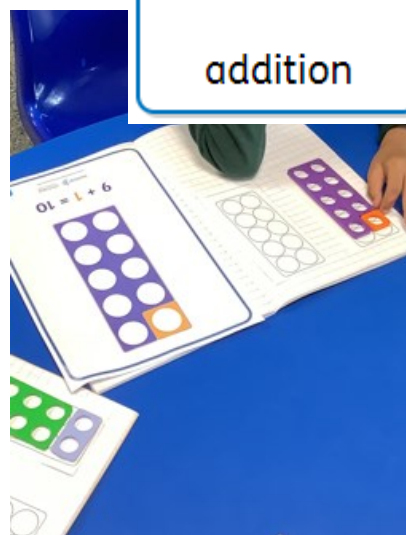 addition
9 + 1 = 10